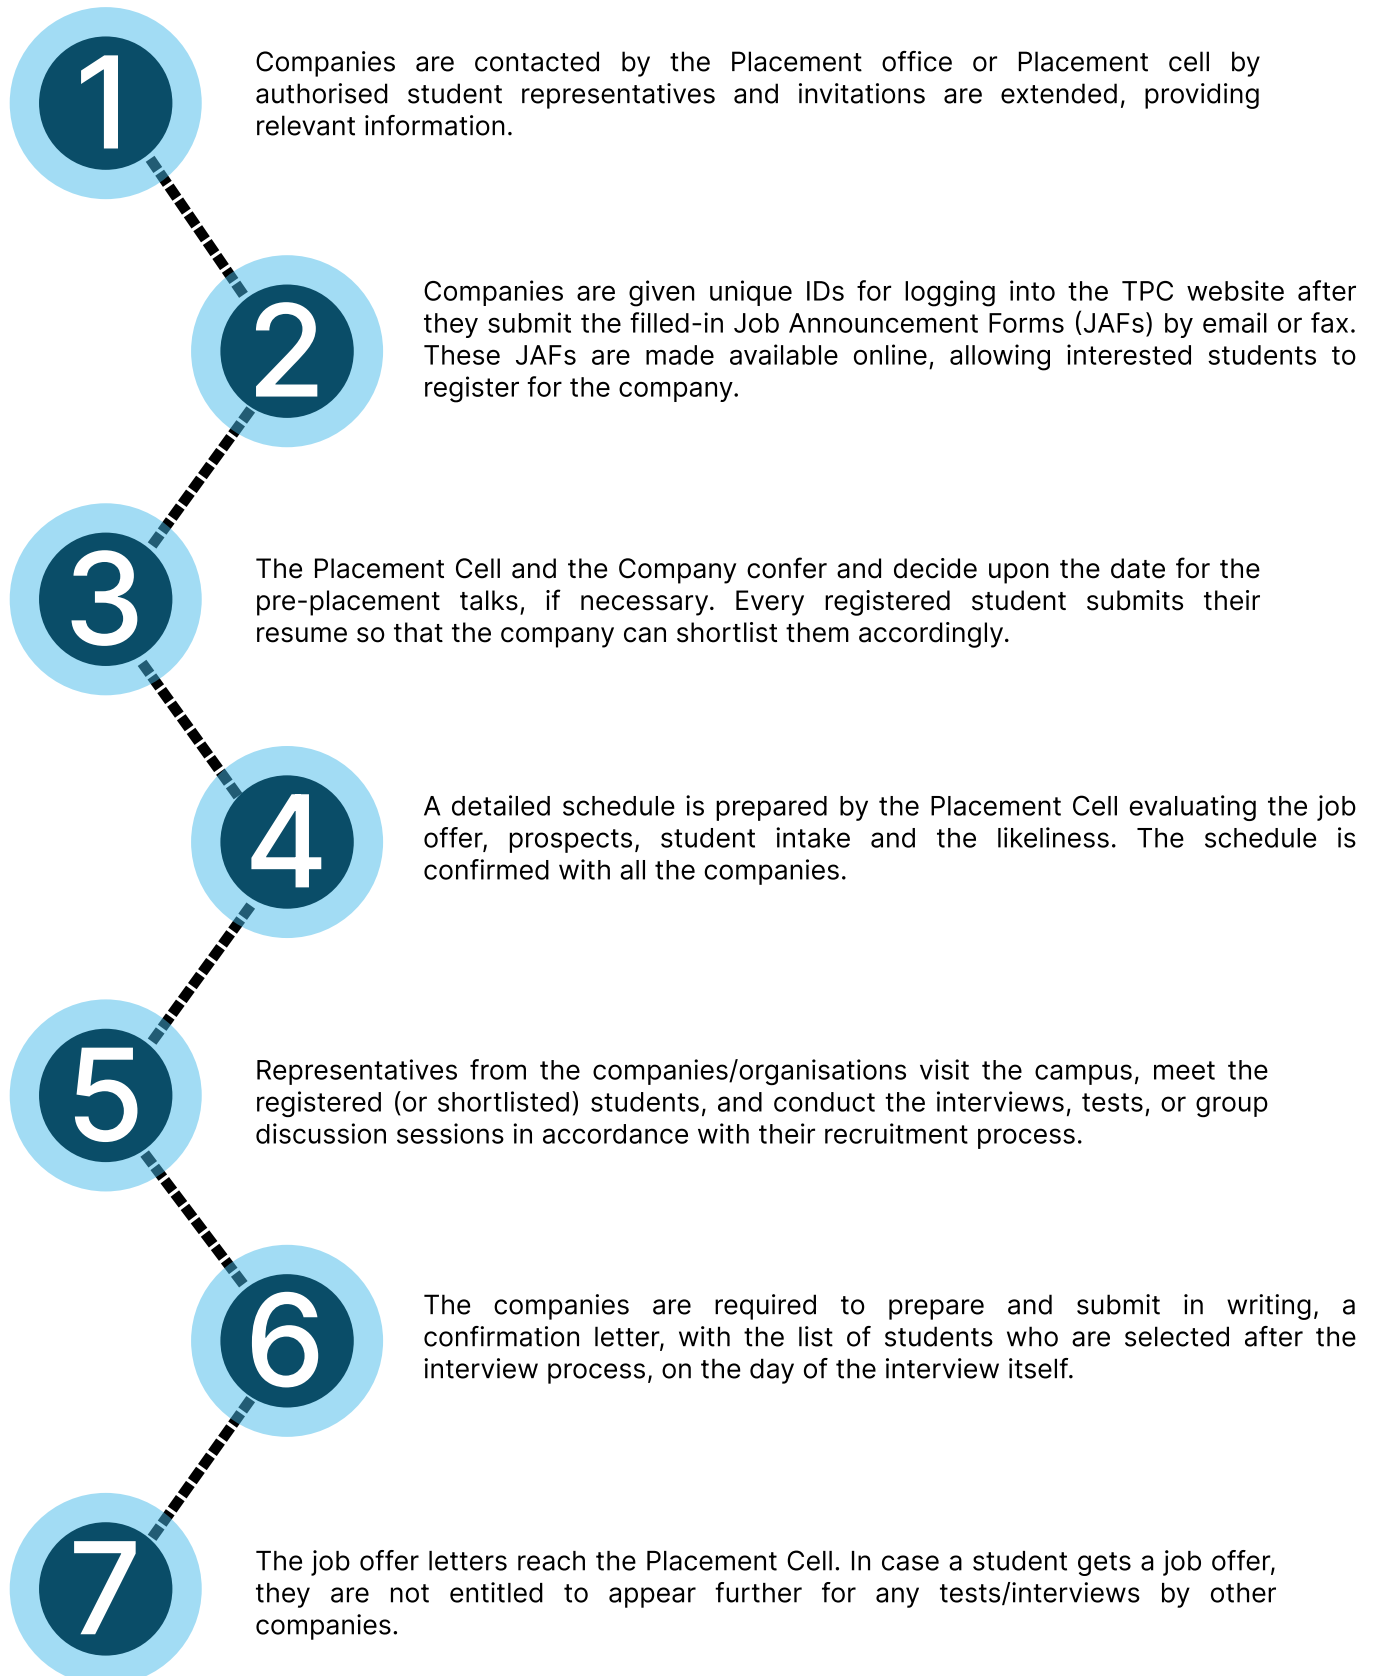 1
Companies are contacted by the Placement office or Placement cell by
authorised student representatives and invitations are extended, providing
relevant information.
2
Companies are given unique IDs for logging into the TPC website after
they submit the filled-in Job Announcement Forms (JAFs) by email or fax.
These JAFs are made available online, allowing interested students to
register for the company.
3
The Placement Cell and the Company confer and decide upon the date for the
pre-placement talks, if necessary. Every registered student submits their
resume so that the company can shortlist them accordingly.
4
A detailed schedule is prepared by the Placement Cell evaluating the job
offer, prospects, student intake and the likeliness. The schedule is
confirmed with all the companies.
5
Representatives from the companies/organisations visit the campus, meet the
registered (or shortlisted) students, and conduct the interviews, tests, or group
discussion sessions in accordance with their recruitment process.
6
The companies are required to prepare and submit in writing, a
confirmation letter, with the list of students who are selected after the
interview process, on the day of the interview itself.
7
The job offer letters reach the Placement Cell. In case a student gets a job offer,
they are not entitled to appear further for any tests/interviews by other
companies.